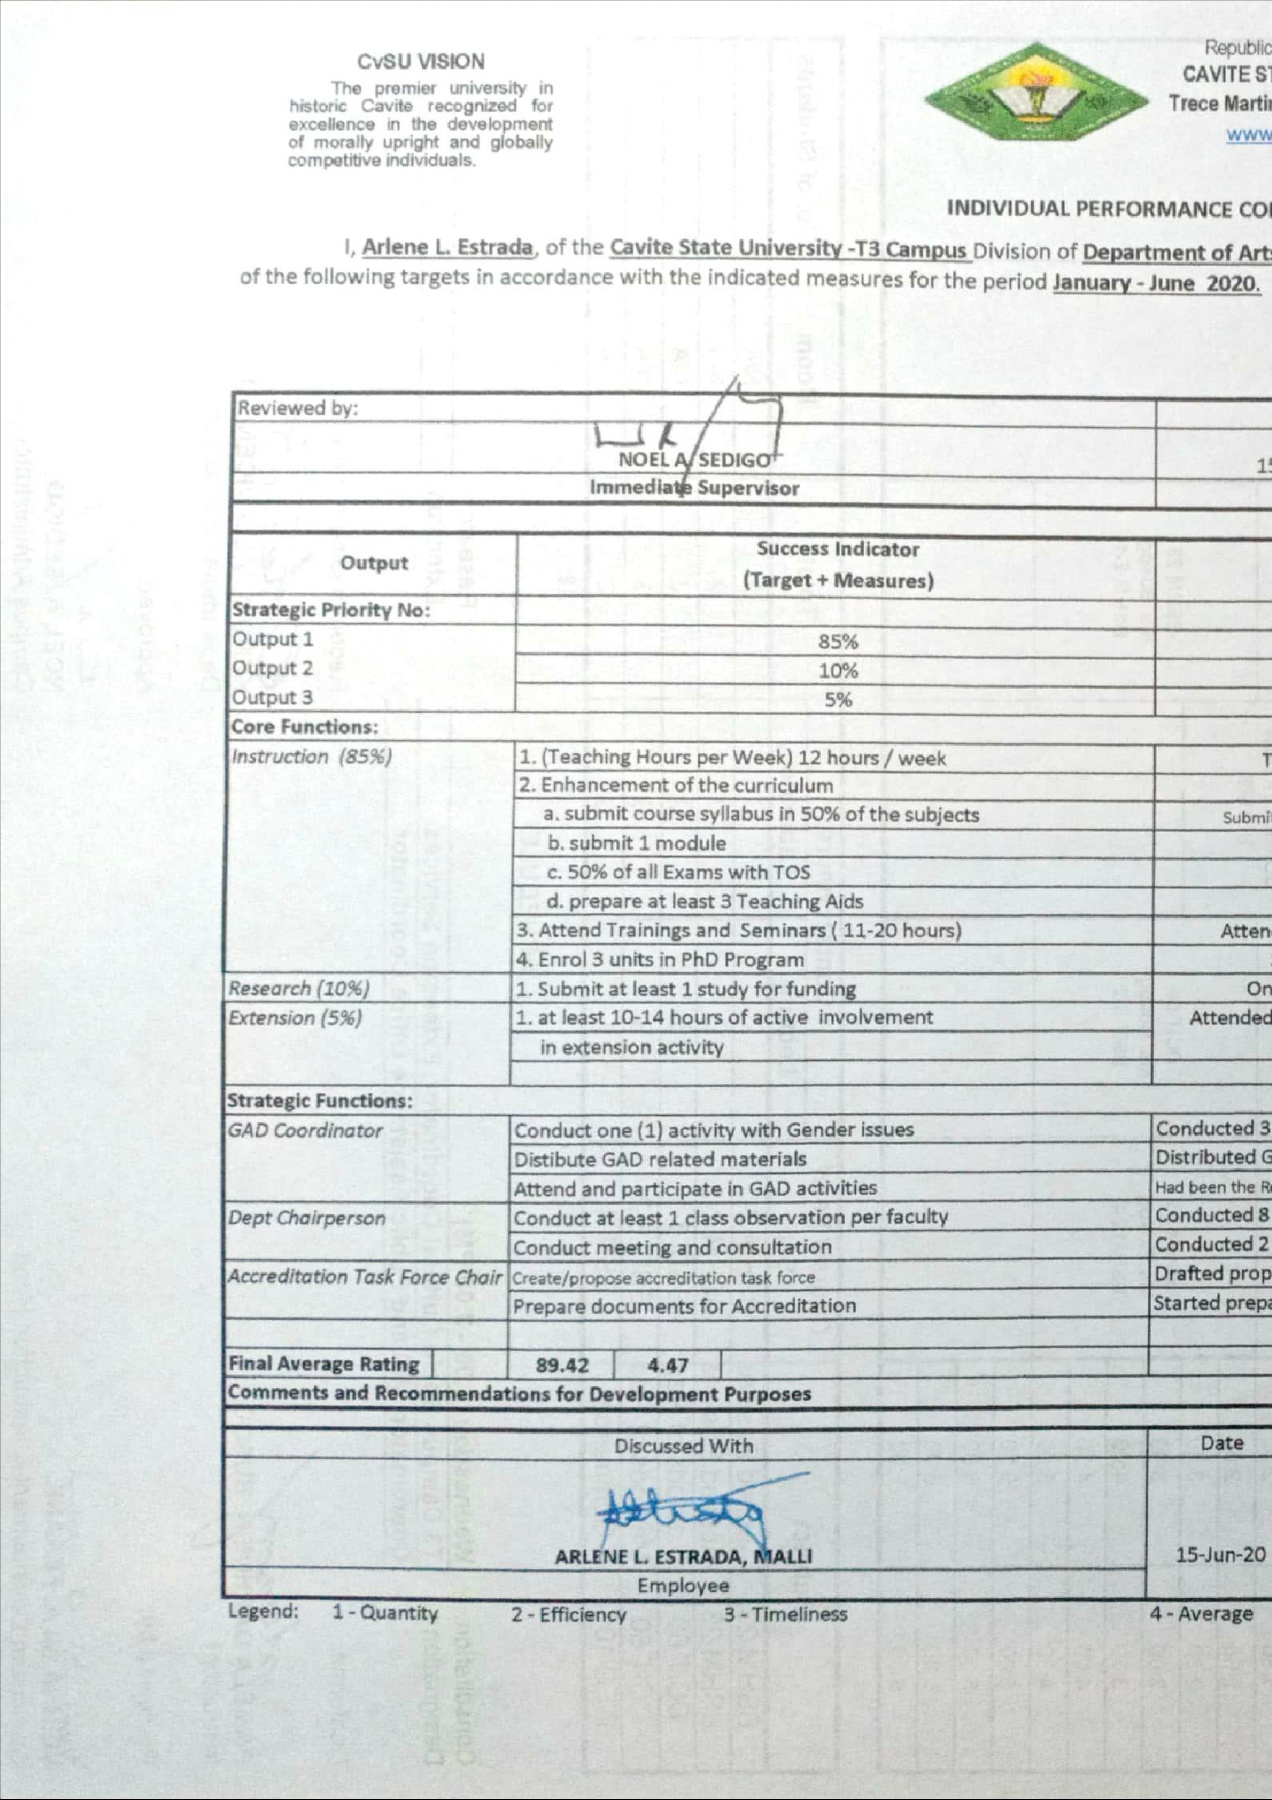 CvSU VISION
The premier university in
historic Cavite recognized for
excellence in the development
of morally upright and globally
competitive individuals.
Republic
CAVITE ST
Trece Marti
www
INDIVIDUAL PERFORMANCE CO
I, Arlene L. Estrada, of the Cavite State University -T3 Campus Division of Department of Arts
of the following targets in accordance with the indicated measures for the period January - June 2020.
Reviewed by:
NOEL A. SEDIGO
15
Immediate Supervisor
Output
Success Indicator
(Target + Measures)
Strategic Priority No:
Output 1 85%
Output 2 10%
Output 3 5%
Core Functions:
Instruction (85%) 1. (Teaching Hours per Week) 12 hours / week T
2. Enhancement of the curriculum
a. submit course syllabus in 50% of the subjects Submi
b. submit 1 module
c. 50% of all Exams with TOS
d. prepare at least 3 Teaching Aids
3. Attend Trainings and Seminars ( 11-20 hours) Atten
4. Enrol 3 units in PhD Program
Research (10%) 1. Submit at least 1 study for funding On
Extension (5%) 1. at least 10-14 hours of active involvement Attended
in extension activity
Strategic Functions:
GAD Coordinator Conduct one (1) activity with Gender issues Conducted 3
Distibute GAD related materials Distributed G
Attend and participate in GAD activities Had been the Re
Dept Chairperson Conduct at least 1 class observation per faculty Conducted 8
Conduct meeting and consultation Conducted 2
Accreditation Task Force Chair Create/propose accreditation task force Drafted prop
Prepare documents for Accreditation Started prepa
Final Average Rating 89.42 4.47
Comments and Recommendations for Development Purposes
Discussed With Date
ARLENE L. ESTRADA, MALLI 15-Jun-20
Employee
Legend: 1 - Quantity 2 - Efficiency 3 - Timeliness 4 - Average